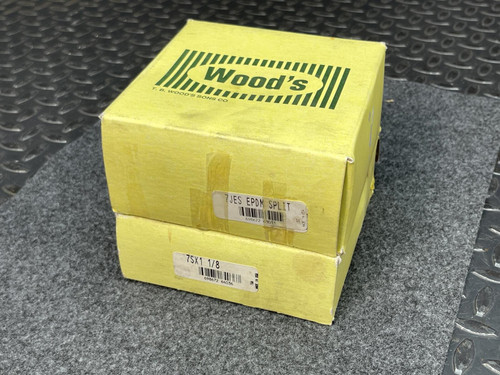 Wood's
T. B. WOOD'S SONS CO.
7JES EPDM SPLIT
7SX1 1/8